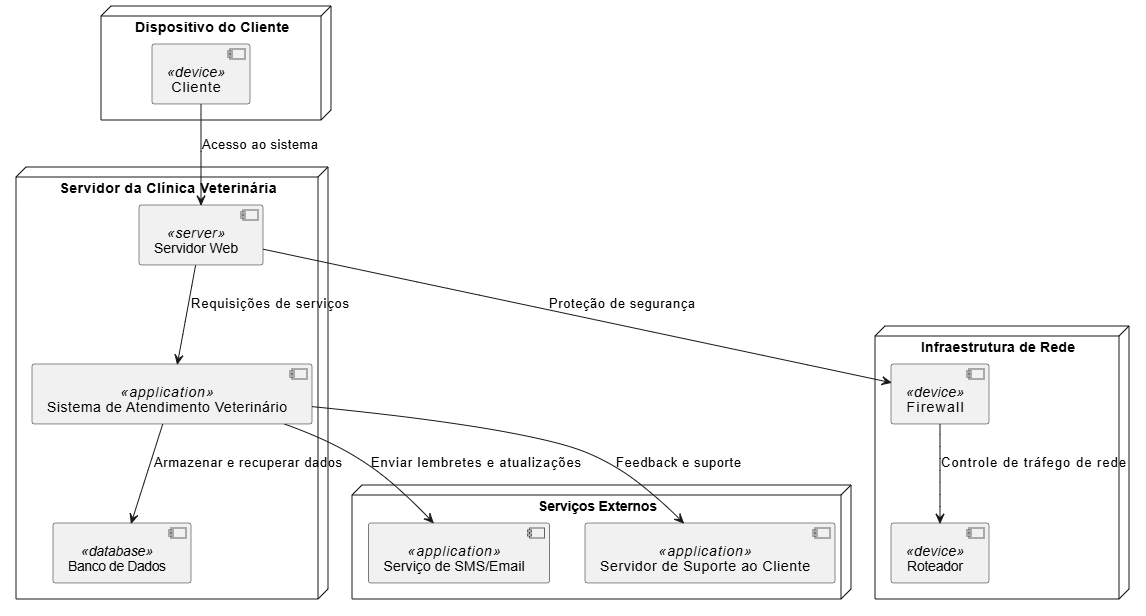 Dispositivo do Cliente
«device»
Cliente
Acesso ao sistema
Servidor da Clínica Veterinária
«server»
Servidor Web
Requisições de serviços
Proteção de segurança
Infraestrutura de Rede
«application»
Sistema de Atendimento Veterinário
«device»
Firewall
Armazenar e recuperar dados
Enviar lembretes e atualizações
Feedback e suporte
Controle de tráfego de rede
Serviços Externos
«database»
Banco de Dados
«application»
Serviço de SMS/Email
«application»
Servidor de Suporte ao Cliente
«device»
Roteador